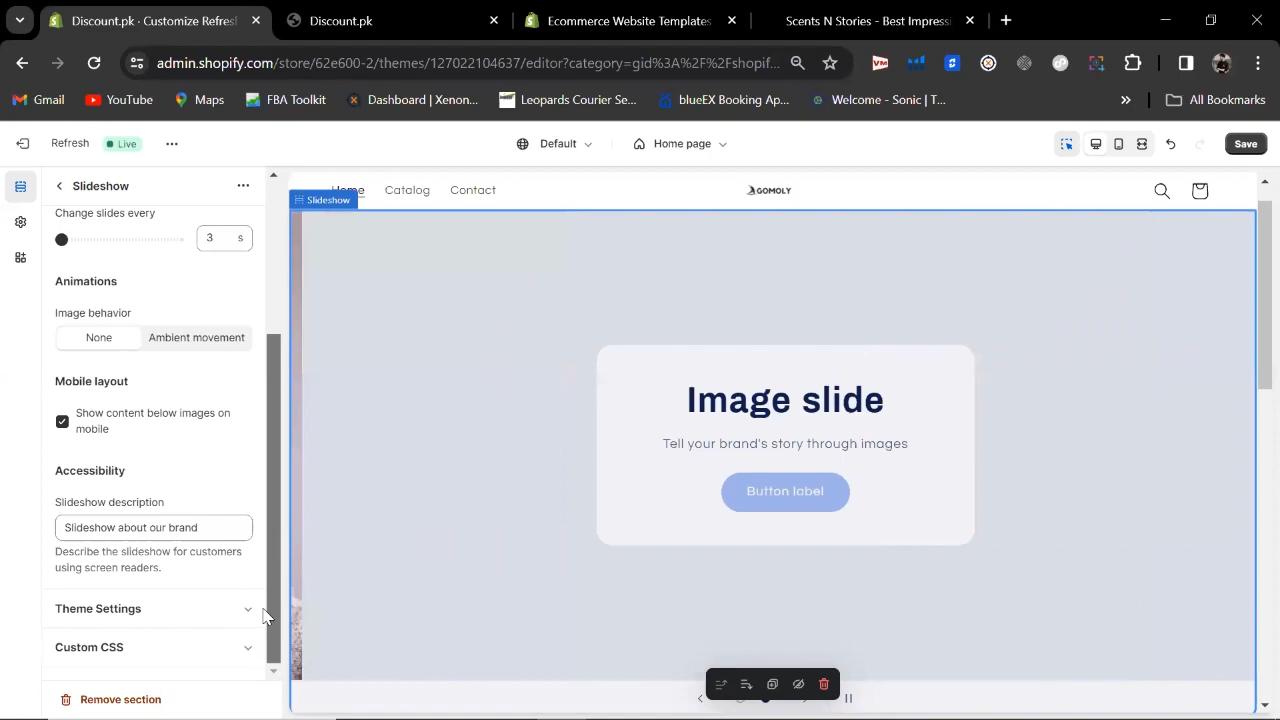 Discount.pk · Customize Refresh
Discount.pk
Ecommerce Website Templates
Scents N Stories - Best Impressi
admin.shopify.com/store/62e600-2/themes/127022104637/editor?category=gid%3A%2F%2Fshopif...
Gmail
YouTube
Maps
FBA Toolkit
Dashboard | Xenon...
Leopards Courier Se...
blueEX Booking Ap...
Welcome - Sonic | T...
All Bookmarks
Refresh
Live
Default
Home page
Save
Slideshow
Change slides every
3 s
Animations
Image behavior
None
Ambient movement
Mobile layout
Show content below images on
mobile
Accessibility
Slideshow description
Slideshow about our brand
Describe the slideshow for customers
using screen readers.
Theme Settings
Custom CSS
Remove section
Home
Catalog
Contact
GOMOLY
Slideshow
Image slide
Tell your brand's story through images
Button label